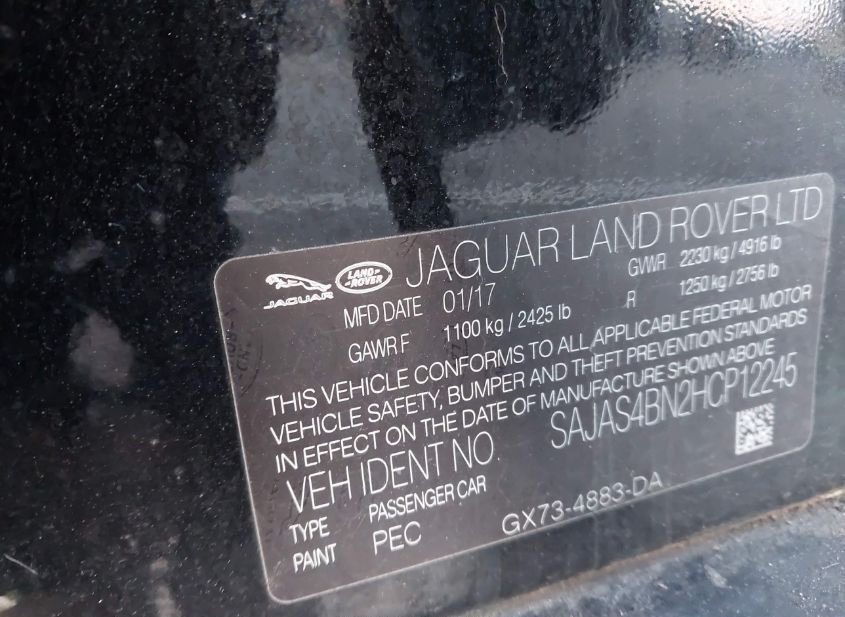 JAGUAR LAND ROVER LTD
JAGUAR
LAND ROVER
MFD DATE 01/17 GWVR 2230 kg / 4916 lb
GAWR F 1100 kg / 2425 lb R 1250 kg / 2756 lb
THIS VEHICLE CONFORMS TO ALL APPLICABLE FEDERAL MOTOR
VEHICLE SAFETY, BUMPER AND THEFT PREVENTION STANDARDS
IN EFFECT ON THE DATE OF MANUFACTURE SHOWN ABOVE
VEH IDENT NO. SAJAS4BN2HCP12245
TYPE PASSENGER CAR
PAINT PEC GX73-4883-DA